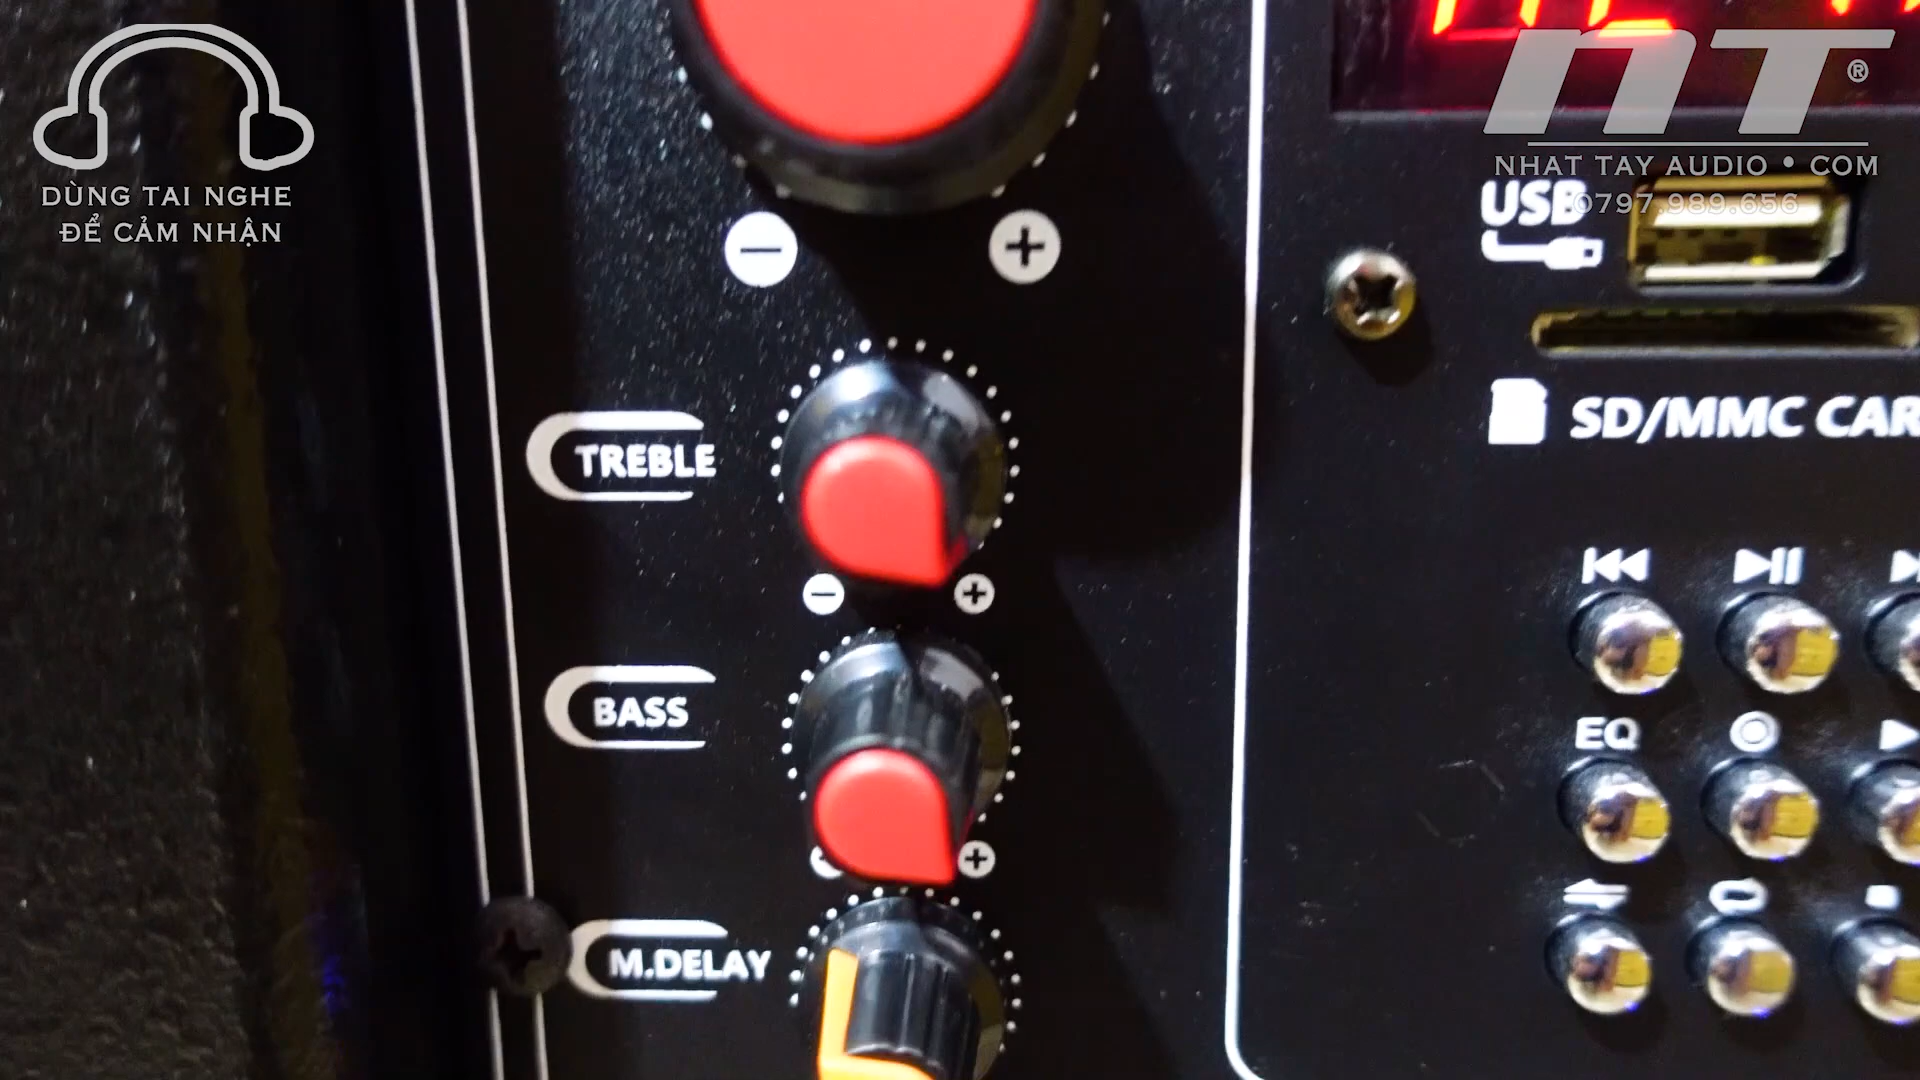 DÙNG TAI NGHE
ĐỂ CẢM NHẬN
nT®
NHAT TAY AUDIO • COM
0797.989.656
USB
SD/MMC CAR
TREBLE
BASS
EQ
M.DELAY